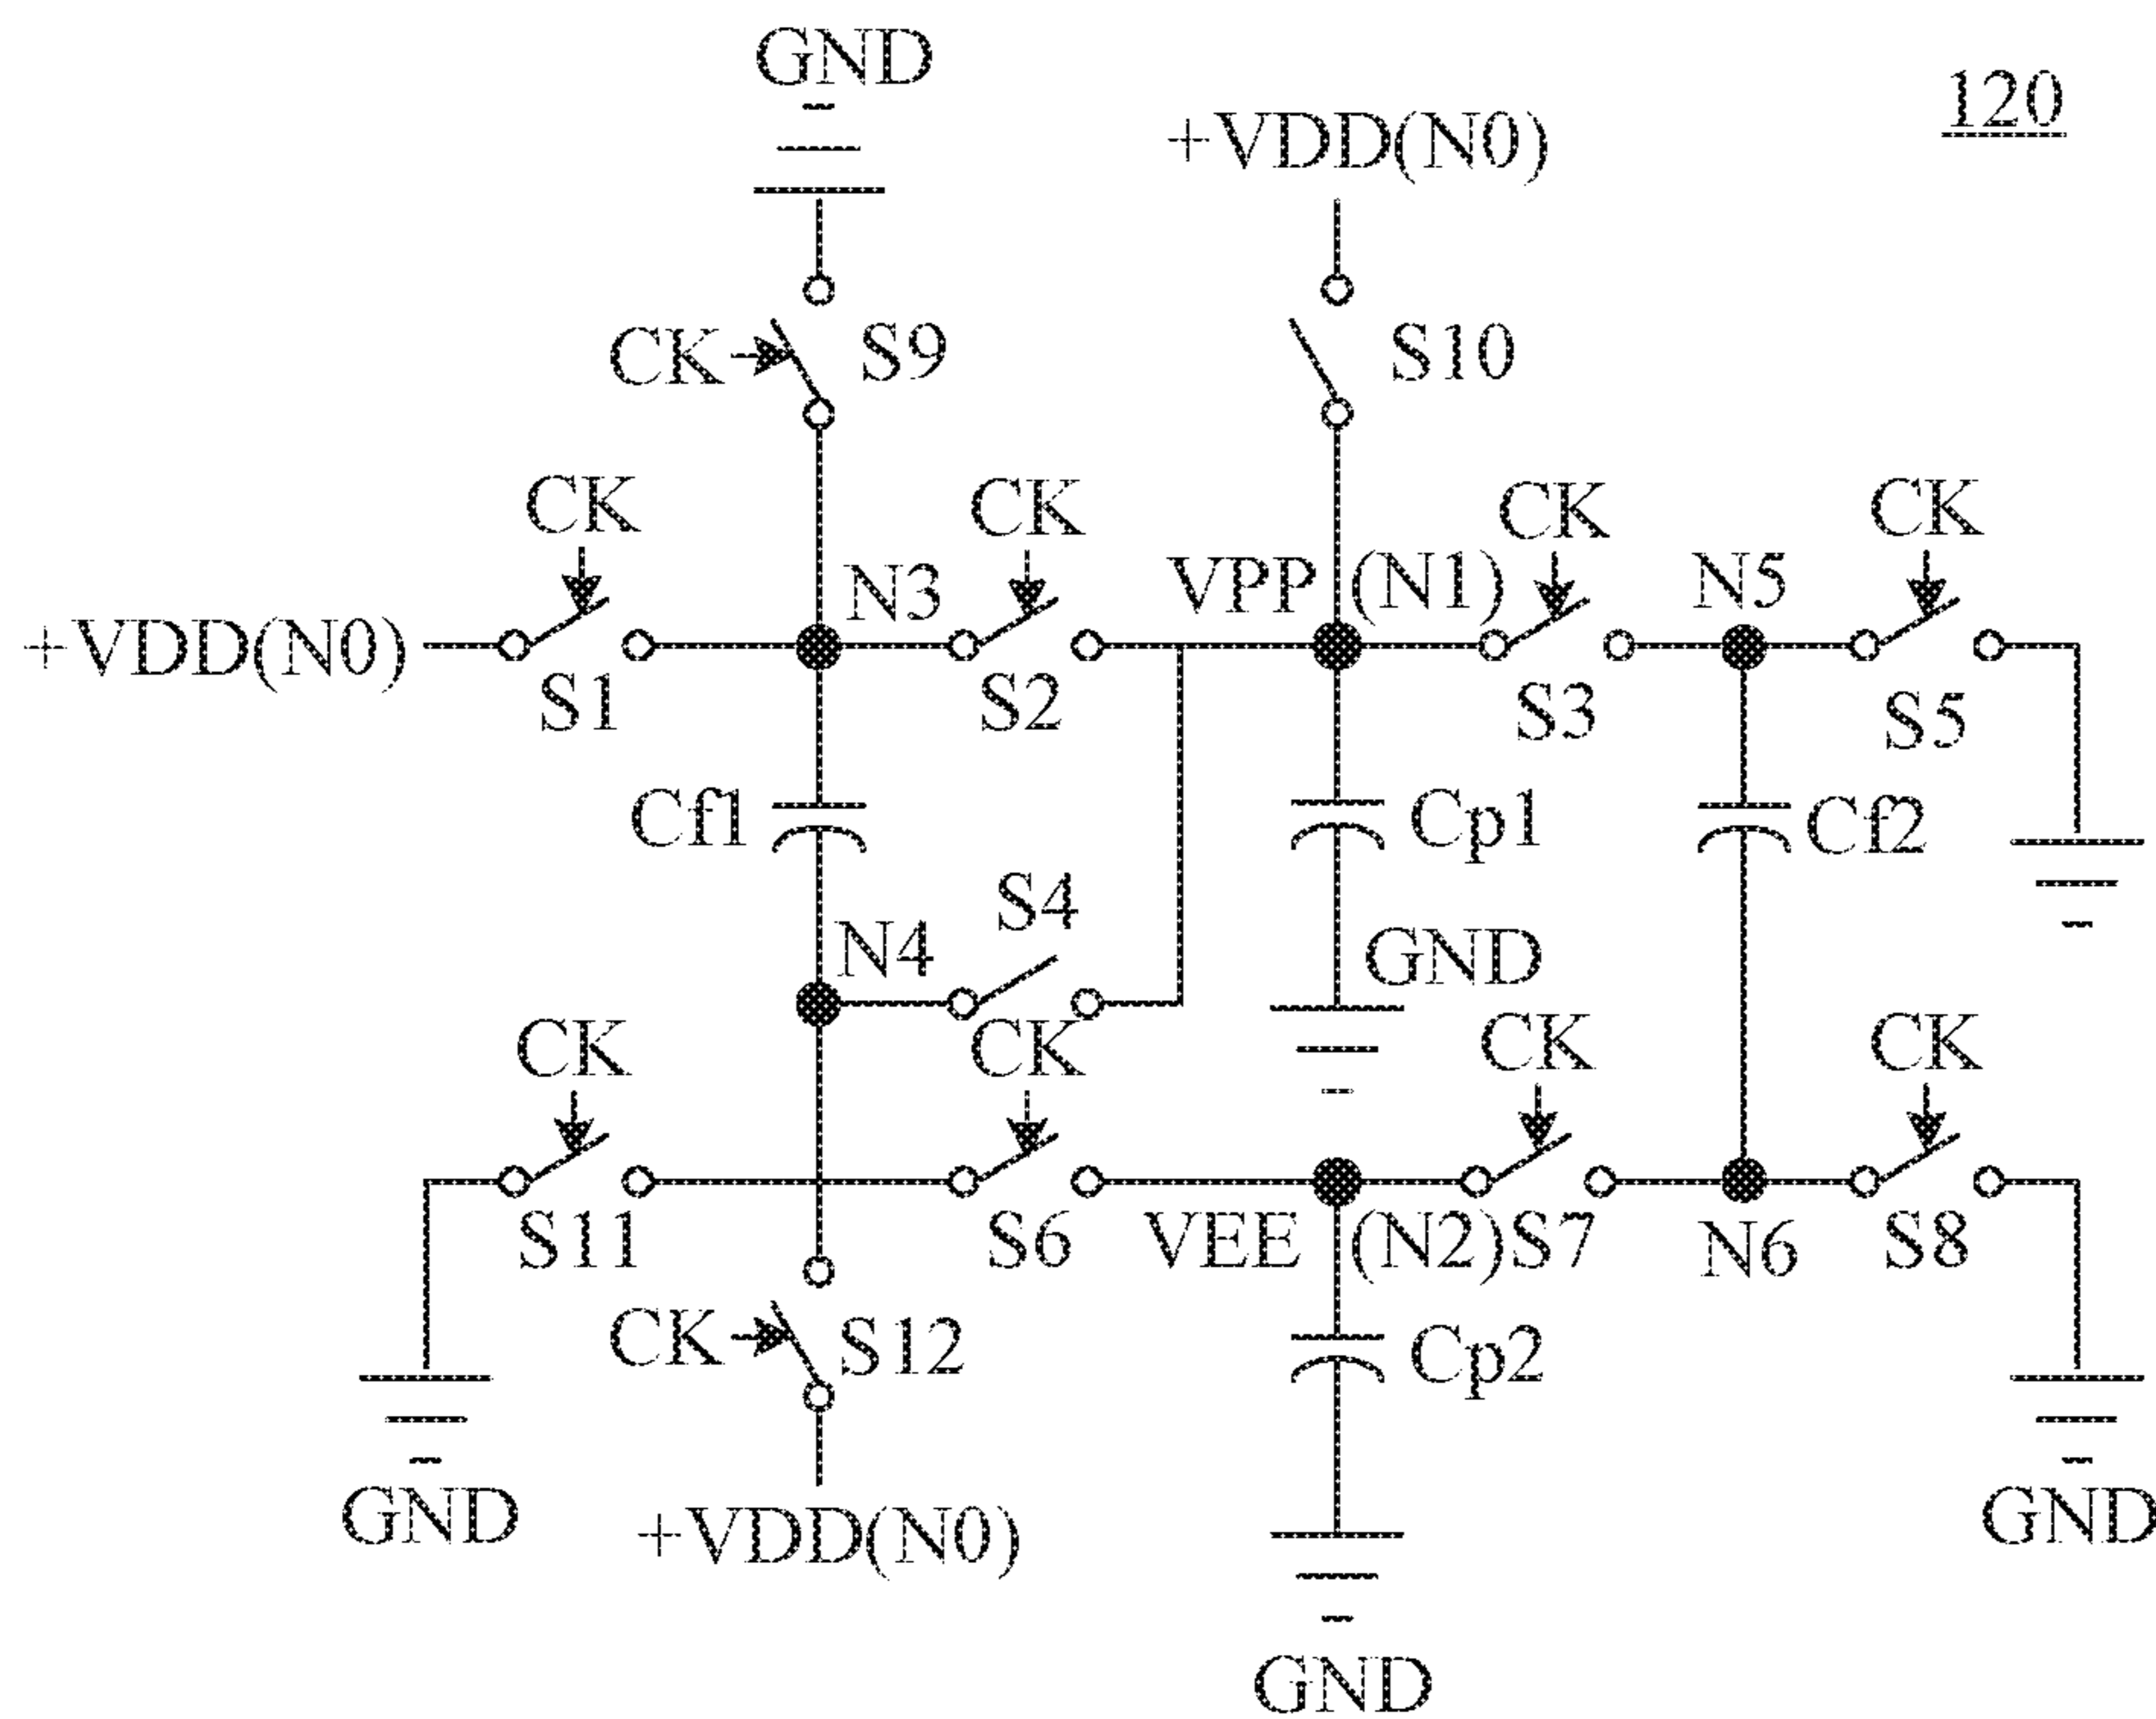 GND
120
+VDD(N0)
CK
S9
S10
CK
CK
CK
CK
N3
VPP
(N1)
N5
+VDD(N0)
S1
S2
S3
S5
Cf1
Cp1
Cf2
S4
N4
GND
CK
CK
CK
CK
S11
S6
VEE
(N2)
S7
N6
S8
CK
S12
Cp2
GND
+VDD(N0)
GND
GND